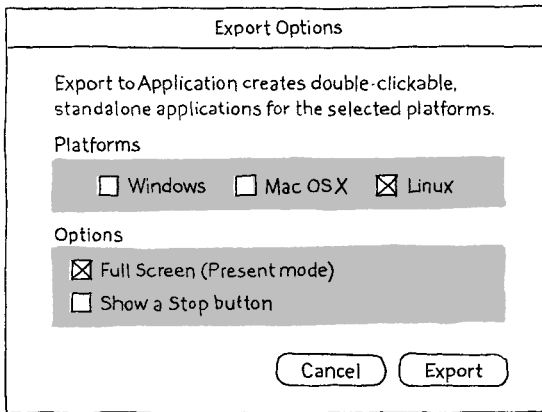 Export Options
Export to Application creates double-clickable,
standalone applications for the selected platforms.
Platforms
Windows Mac OSX Linux
Options
Full Screen (Present mode)
Show a Stop button
Cancel Export